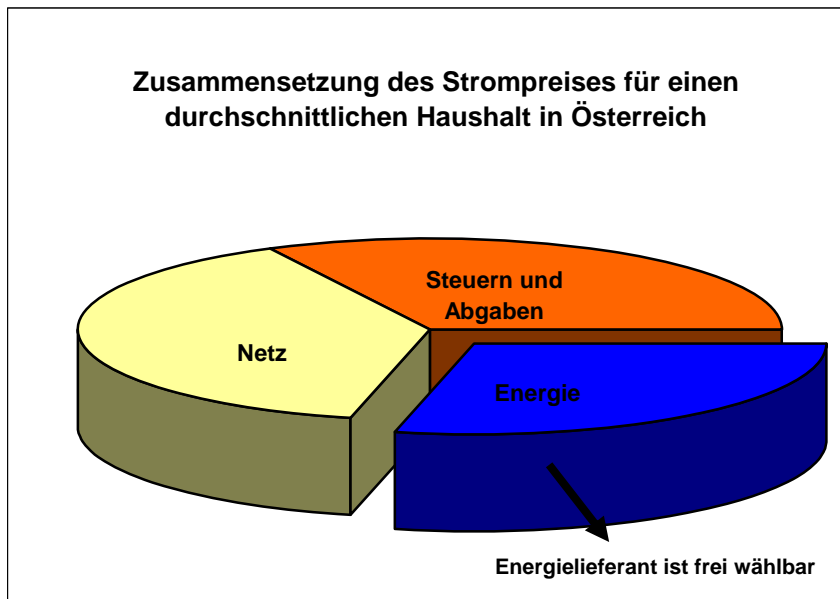 Zusammensetzung des Strompreises für einen
durchschnittlichen Haushalt in Österreich
Steuern und
Abgaben
Netz
Energie
Energielieferant ist frei wählbar